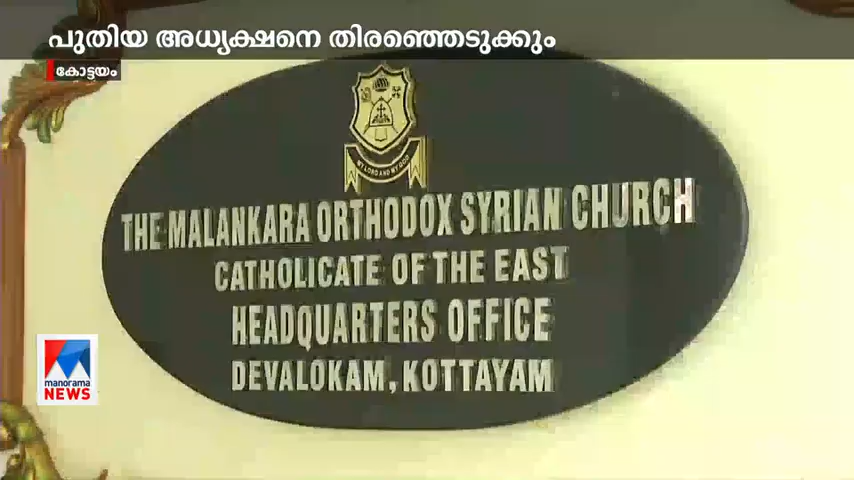 പുതിയ അധ്യക്ഷനെ തിരഞ്ഞെടുക്കും
കോട്ടയം
MY LORD AND MY GOD
THE MALANKARA ORTHODOX SYRIAN CHURCH
CATHOLICATE OF THE EAST
HEADQUARTERS OFFICE
DEVALOKAM, KOTTAYAM
manorama
NEWS